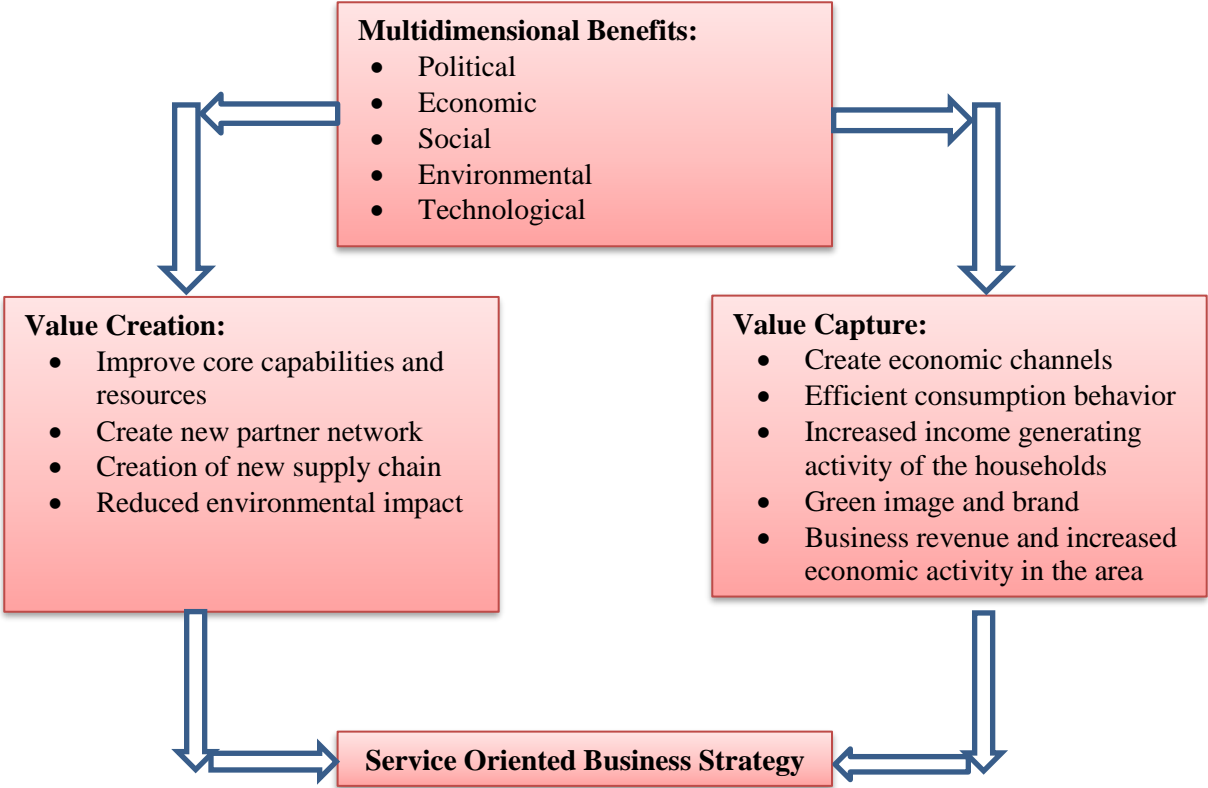 Multidimensional Benefits:
• Political
• Economic
• Social
• Environmental
• Technological
Value Creation:
• Improve core capabilities and
resources
• Create new partner network
• Creation of new supply chain
• Reduced environmental impact
Value Capture:
• Create economic channels
• Efficient consumption behavior
• Increased income generating
activity of the households
• Green image and brand
• Business revenue and increased
economic activity in the area
Service Oriented Business Strategy